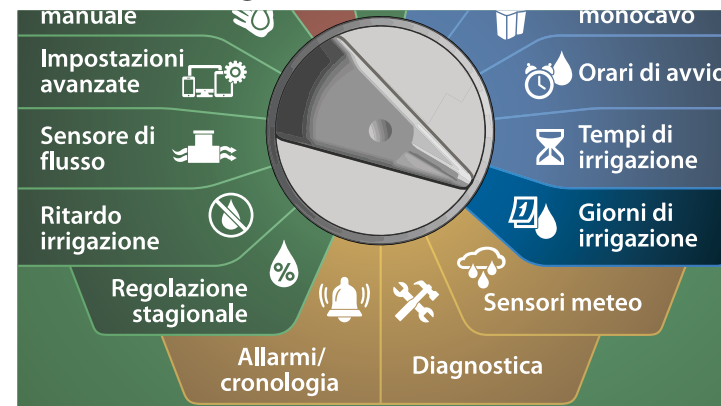 manuale
monocavo
Impostazioni
avanzate
Orari di avvio
Sensore di
flusso
Tempi di
irrigazione
Ritardo
irrigazione
1
Giorni di
irrigazione
Regolazione
stagionale
%
Sensori meteo
Allarmi/
cronologia
Diagnostica